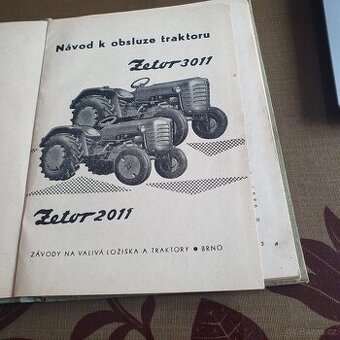 Návod k obsluze traktoru
Zetor 3011
Zetor 2011
ZÁVODY NA VALIVÁ LOŽISKA A TRAKTORY ● BRNO